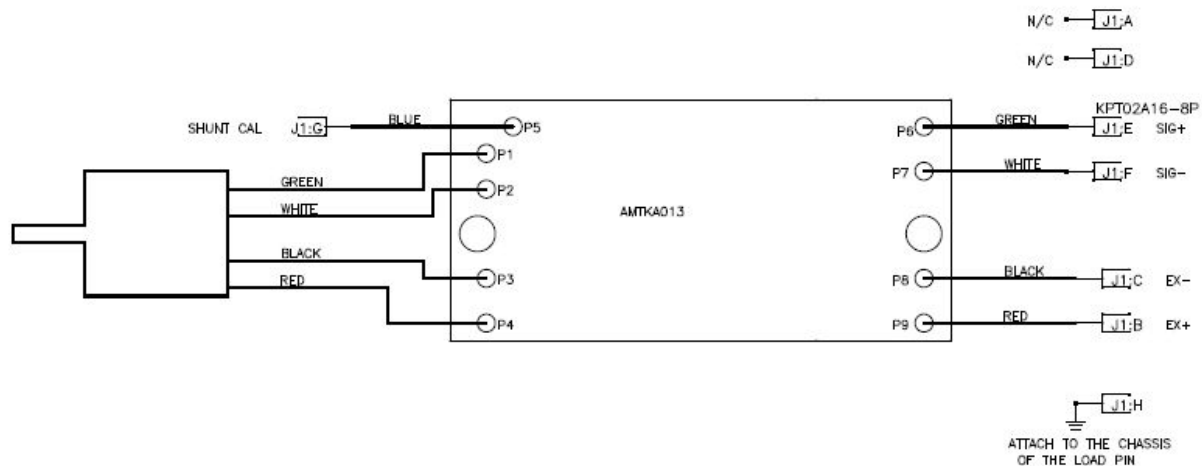 N/C J1:A
N/C J1:D
KPT02A16-8P
SHUNT CAL J1:G BLUE P5
P6 GREEN J1:E SIG+
P1
GREEN
P7 WHITE J1:F SIG-
P2
WHITE
AMTKA013
BLACK
P3
RED
P8 BLACK J1:C EX-
P4
P9 RED J1:B EX+
J1:H
ATTACH TO THE CHASSIS
OF THE LOAD PIN